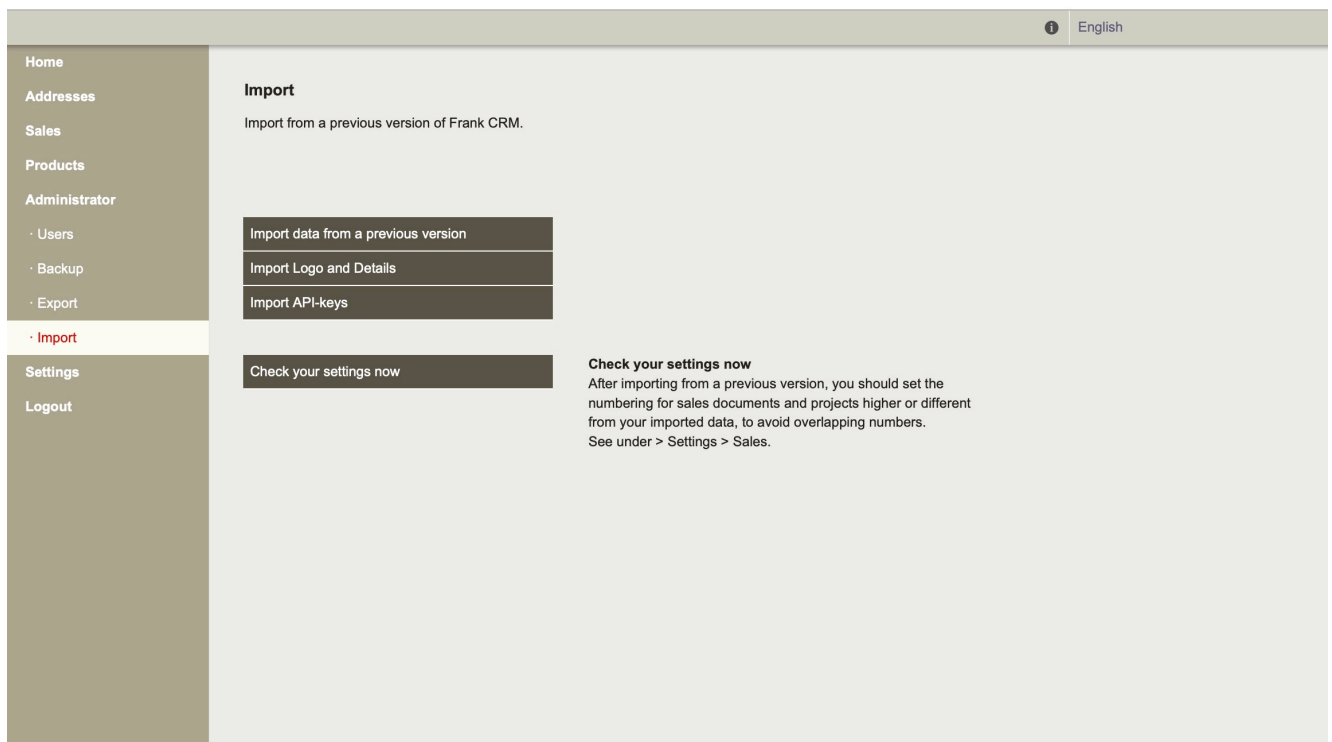 English
Home
Addresses
Sales
Products
Administrator
· Users
· Backup
· Export
· Import
Settings
Logout
Import
Import from a previous version of Frank CRM.
Import data from a previous version
Import Logo and Details
Import API-keys
Check your settings now
Check your settings now
After importing from a previous version, you should set the
numbering for sales documents and projects higher or different
from your imported data, to avoid overlapping numbers.
See under > Settings > Sales.